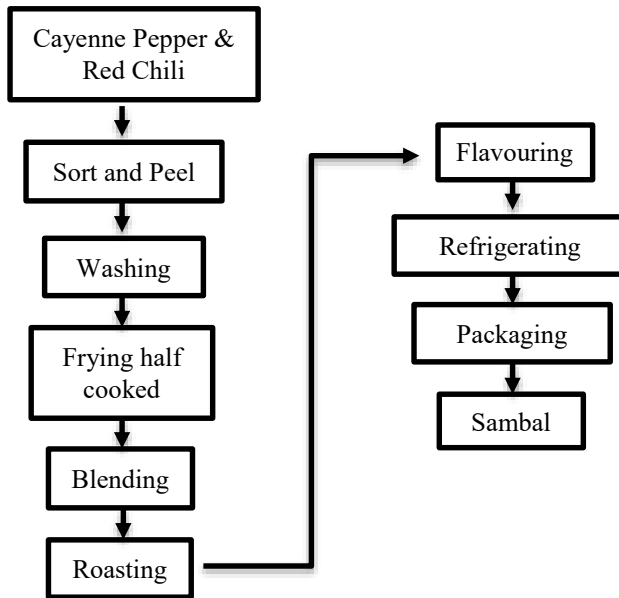 Cayenne Pepper &
Red Chili
Sort and Peel
Washing
Frying half
cooked
Blending
Roasting
Flavouring
Refrigerating
Packaging
Sambal